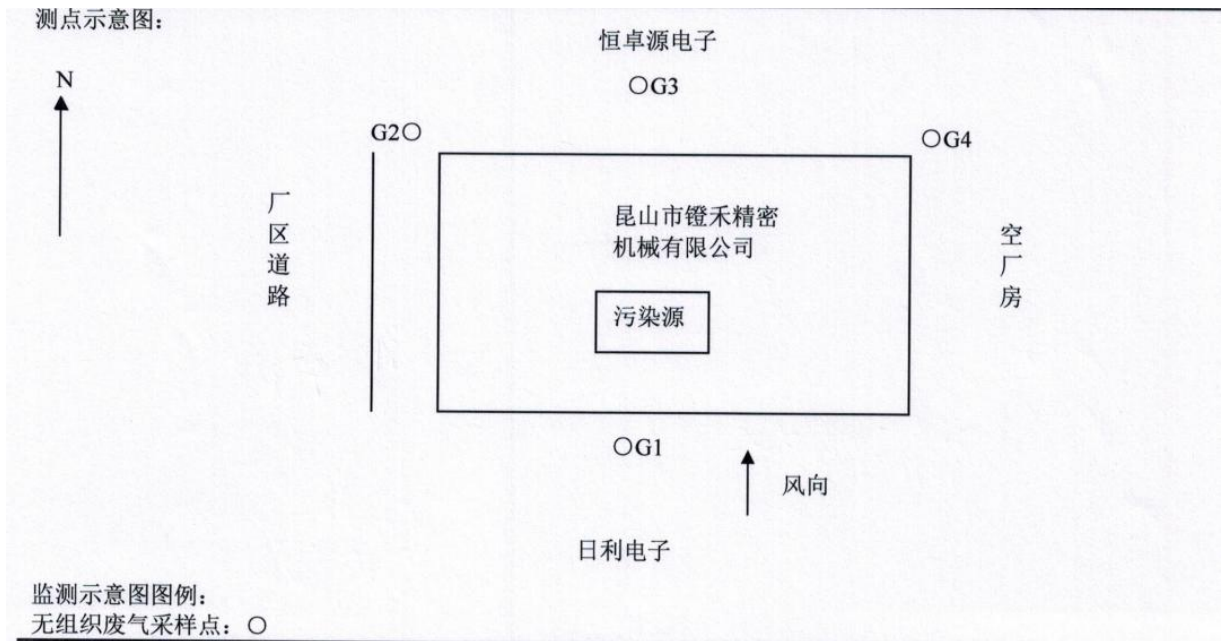 测点示意图：
恒卓源电子
N
○G3
G2○
○G4
厂区道路
昆山市镫禾精密
机械有限公司
空厂房
污染源
○G1
风向
日利电子
监测示意图图例：
无组织废气采样点：○